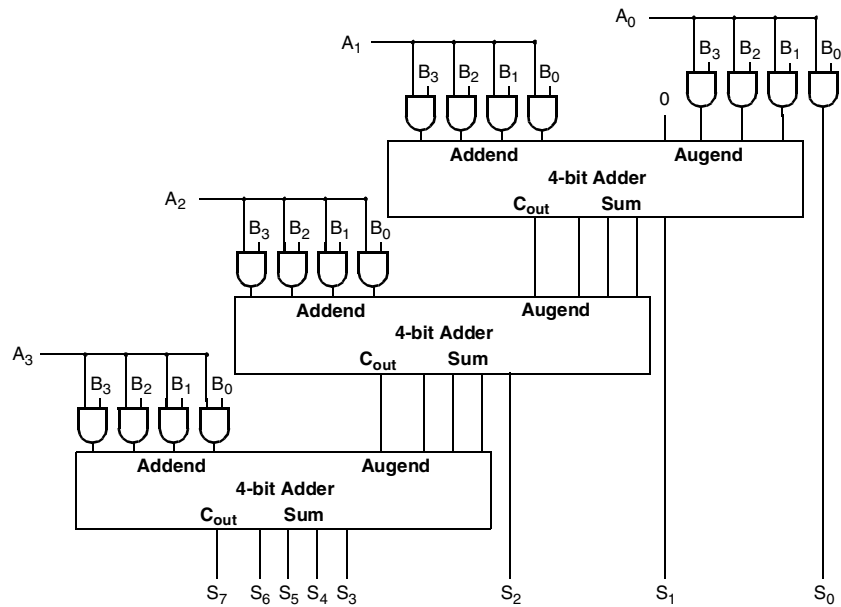 A0
A1
B3 B2 B1 B0
B3 B2 B1 B0
0
Addend Augend
4-bit Adder
Cout Sum
A2
B3 B2 B1 B0
Addend Augend
4-bit Adder
Cout Sum
A3
B3 B2 B1 B0
Addend Augend
4-bit Adder
Cout Sum
S7 S6 S5 S4 S3 S2 S1 S0